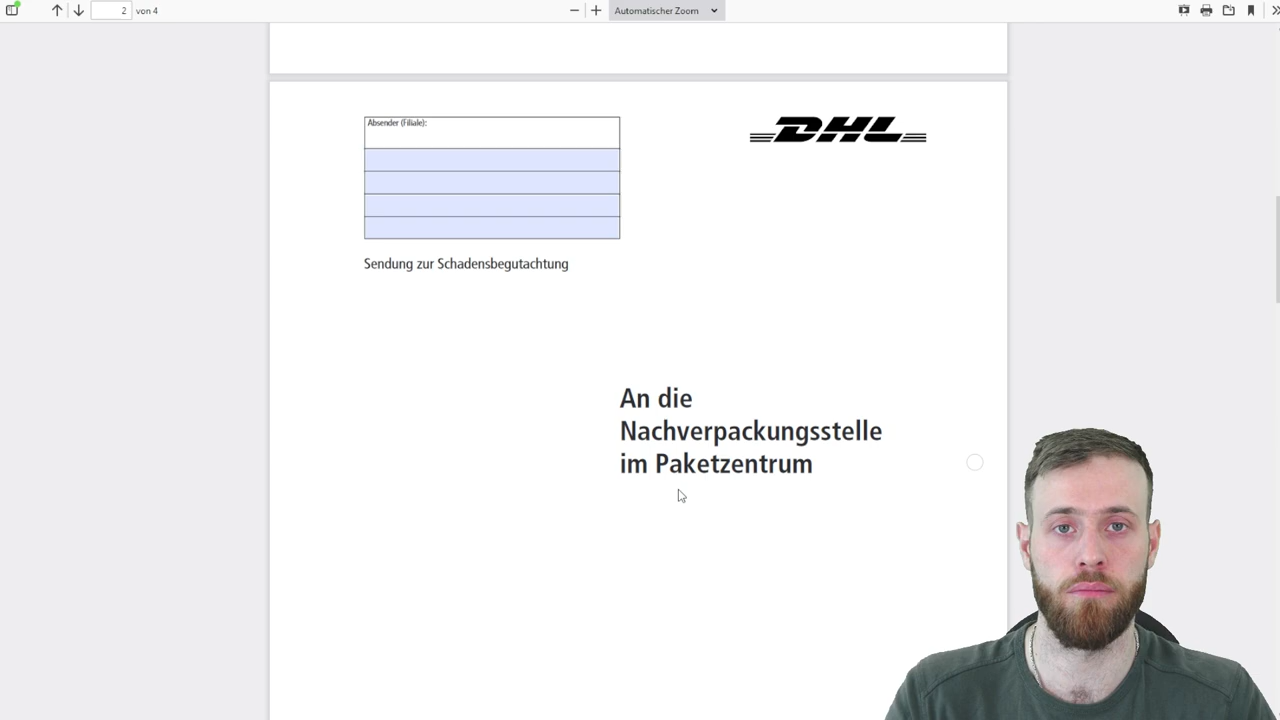 2
von 4
Automatischer Zoom
Absender (Filiale):
DHL
Sendung zur Schadensbegutachtung
An die
Nachverpackungsstelle
im Paketzentrum